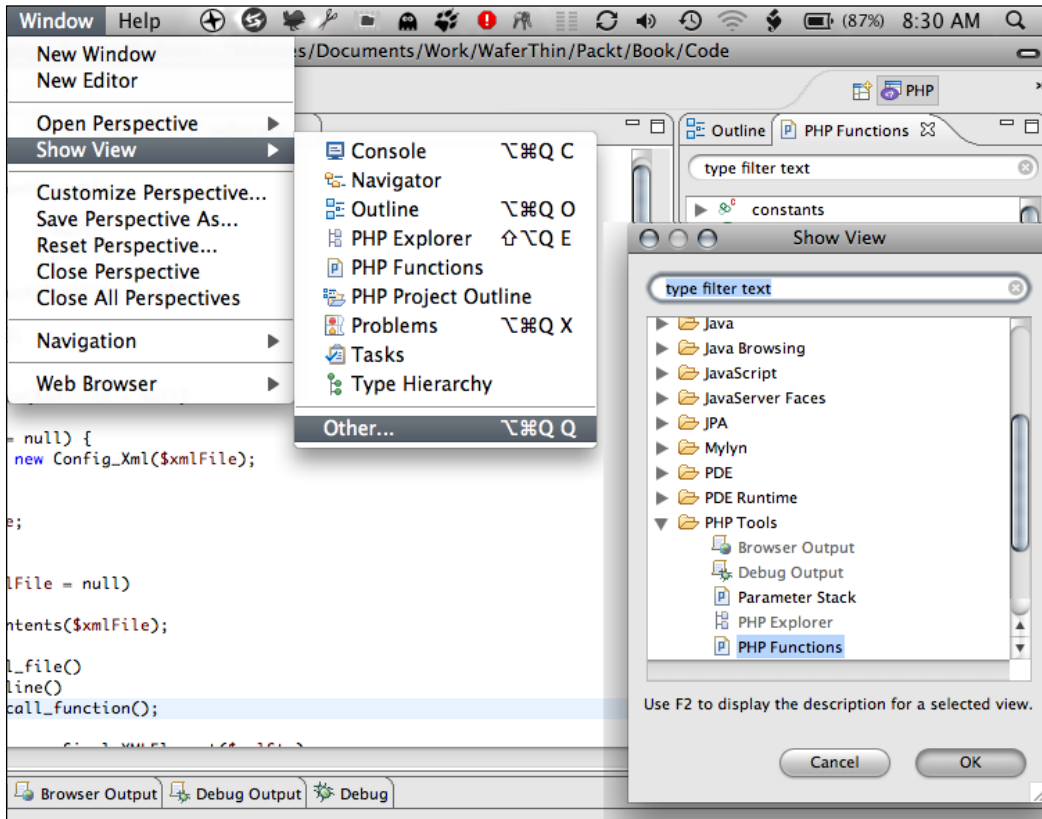 Window Help (87%) 8:30 AM
es/Documents/Work/WaferThin/Packt/Book/Code
New Window
New Editor
Open Perspective
Show View
Customize Perspective...
Save Perspective As...
Reset Perspective...
Close Perspective
Close All Perspectives
Navigation
Web Browser
PHP
Console ⌥⌘Q C
Navigator
Outline ⌥⌘Q O
PHP Explorer ⇧⌥Q E
PHP Functions
PHP Project Outline
Problems ⌥⌘Q X
Tasks
Type Hierarchy
Other... ⌥⌘Q Q
Outline PHP Functions
type filter text
constants
Show View
type filter text
Java
Java Browsing
JavaScript
JavaServer Faces
JPA
Mylyn
PDE
PDE Runtime
PHP Tools
Browser Output
Debug Output
Parameter Stack
PHP Explorer
PHP Functions
Use F2 to display the description for a selected view.
Cancel OK
= null) {
new Config_Xml($xmlFile);
e;
lFile = null)
ntents($xmlFile);
l_file()
line()
call_function();
Browser Output Debug Output Debug